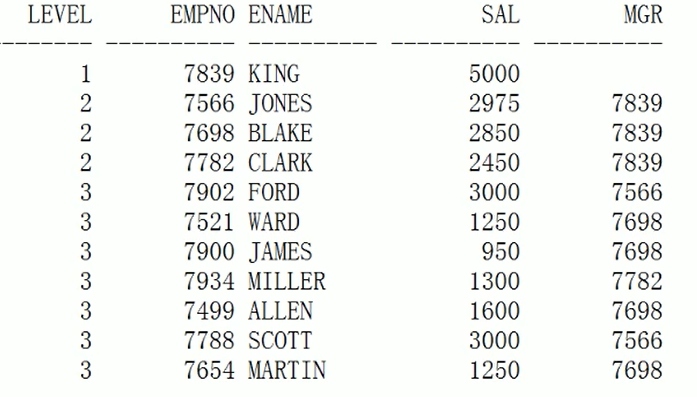 LEVEL EMPNO ENAME SAL MGR
-------- ---------- ---------- ---------- ----------
1 7839 KING 5000
2 7566 JONES 2975 7839
2 7698 BLAKE 2850 7839
2 7782 CLARK 2450 7839
3 7902 FORD 3000 7566
3 7521 WARD 1250 7698
3 7900 JAMES 950 7698
3 7934 MILLER 1300 7782
3 7499 ALLEN 1600 7698
3 7788 SCOTT 3000 7566
3 7654 MARTIN 1250 7698